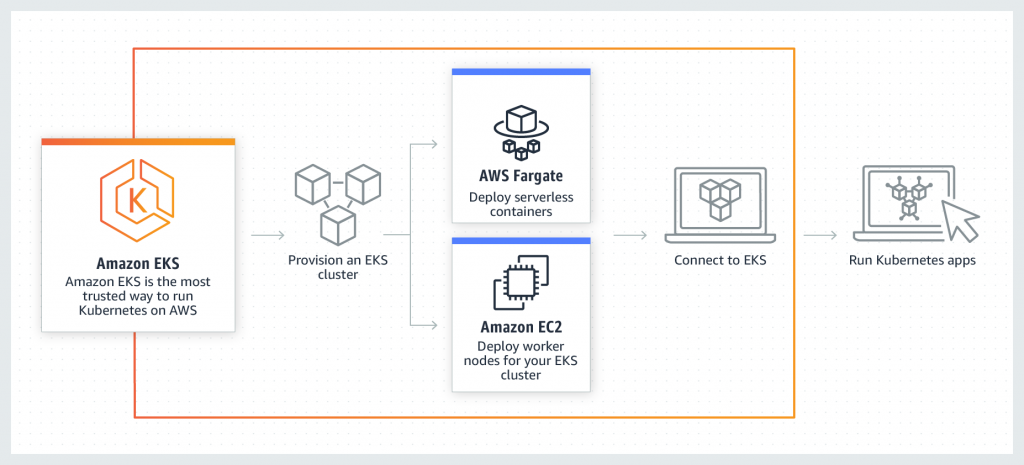 K
Amazon EKS
Amazon EKS is the most
trusted way to run
Kubernetes on AWS
Provision an EKS
cluster
AWS Fargate
Deploy serverless
containers
Amazon EC2
Deploy worker
nodes for your EKS
cluster
Connect to EKS
Run Kubernetes apps